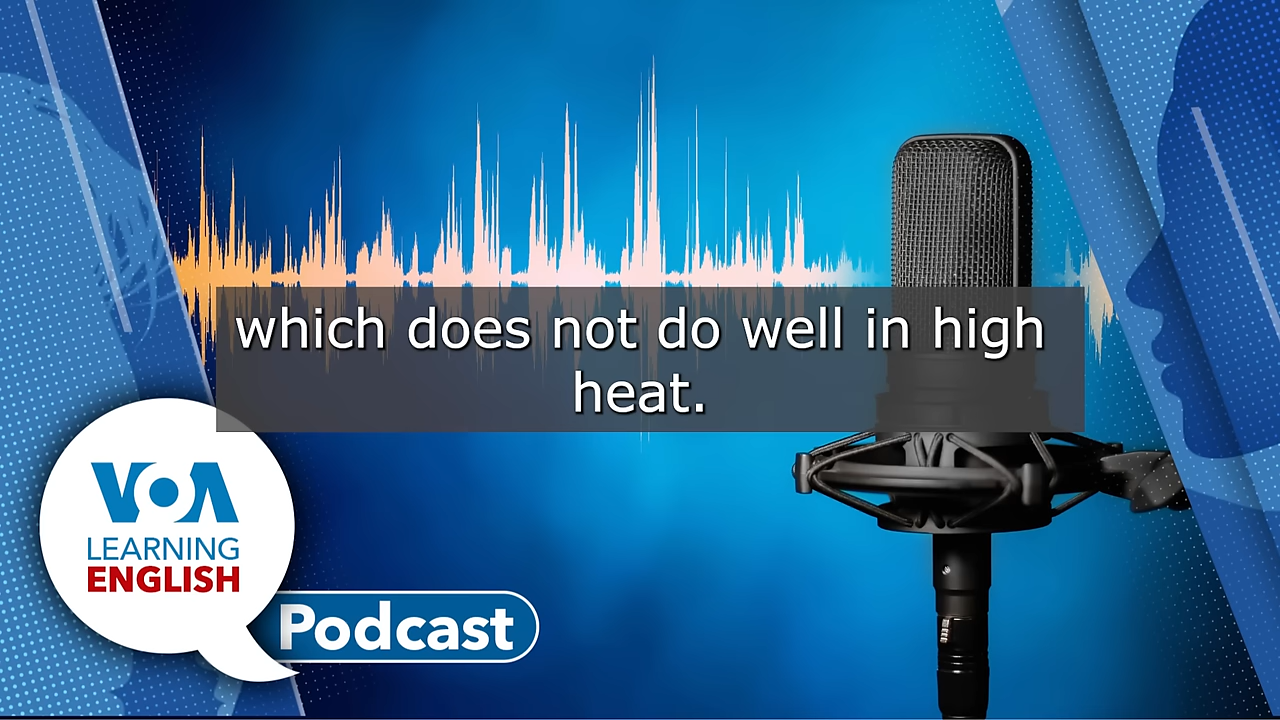 which does not do well in high
heat.
VOA
LEARNING
ENGLISH
Podcast